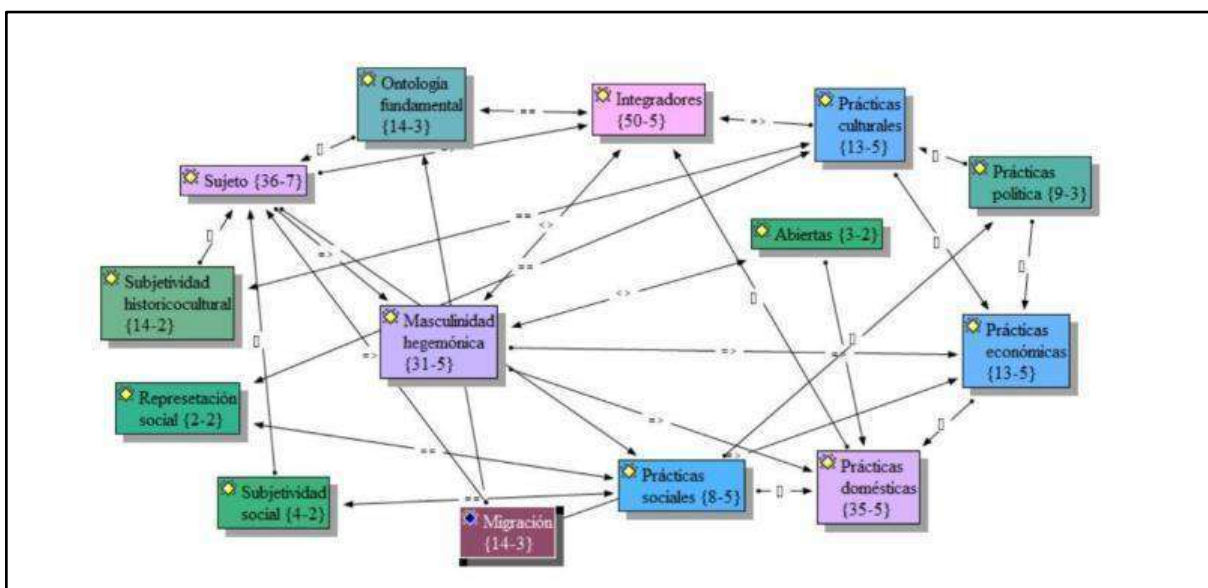 Ontología
fundamental
{14-3}
Integradores
{50-5}
Prácticas
culturales
{13-5}
Sujeto {36-7}
Prácticas
política {9-3}
Abiertas {3-2}
Subjetividad
historicocultural
{14-2}
Masculinidad
hegemónica
{31-5}
Prácticas
económicas
{13-5}
Represetación
social {2-2}
Prácticas
sociales {8-5}
Prácticas
domésticas
{35-5}
Subjetividad
social {4-2}
Migración
{14-3}
==
=>
=>
==
==
<>
<>
=>
=>
=>
=>
=>
=>
==
==